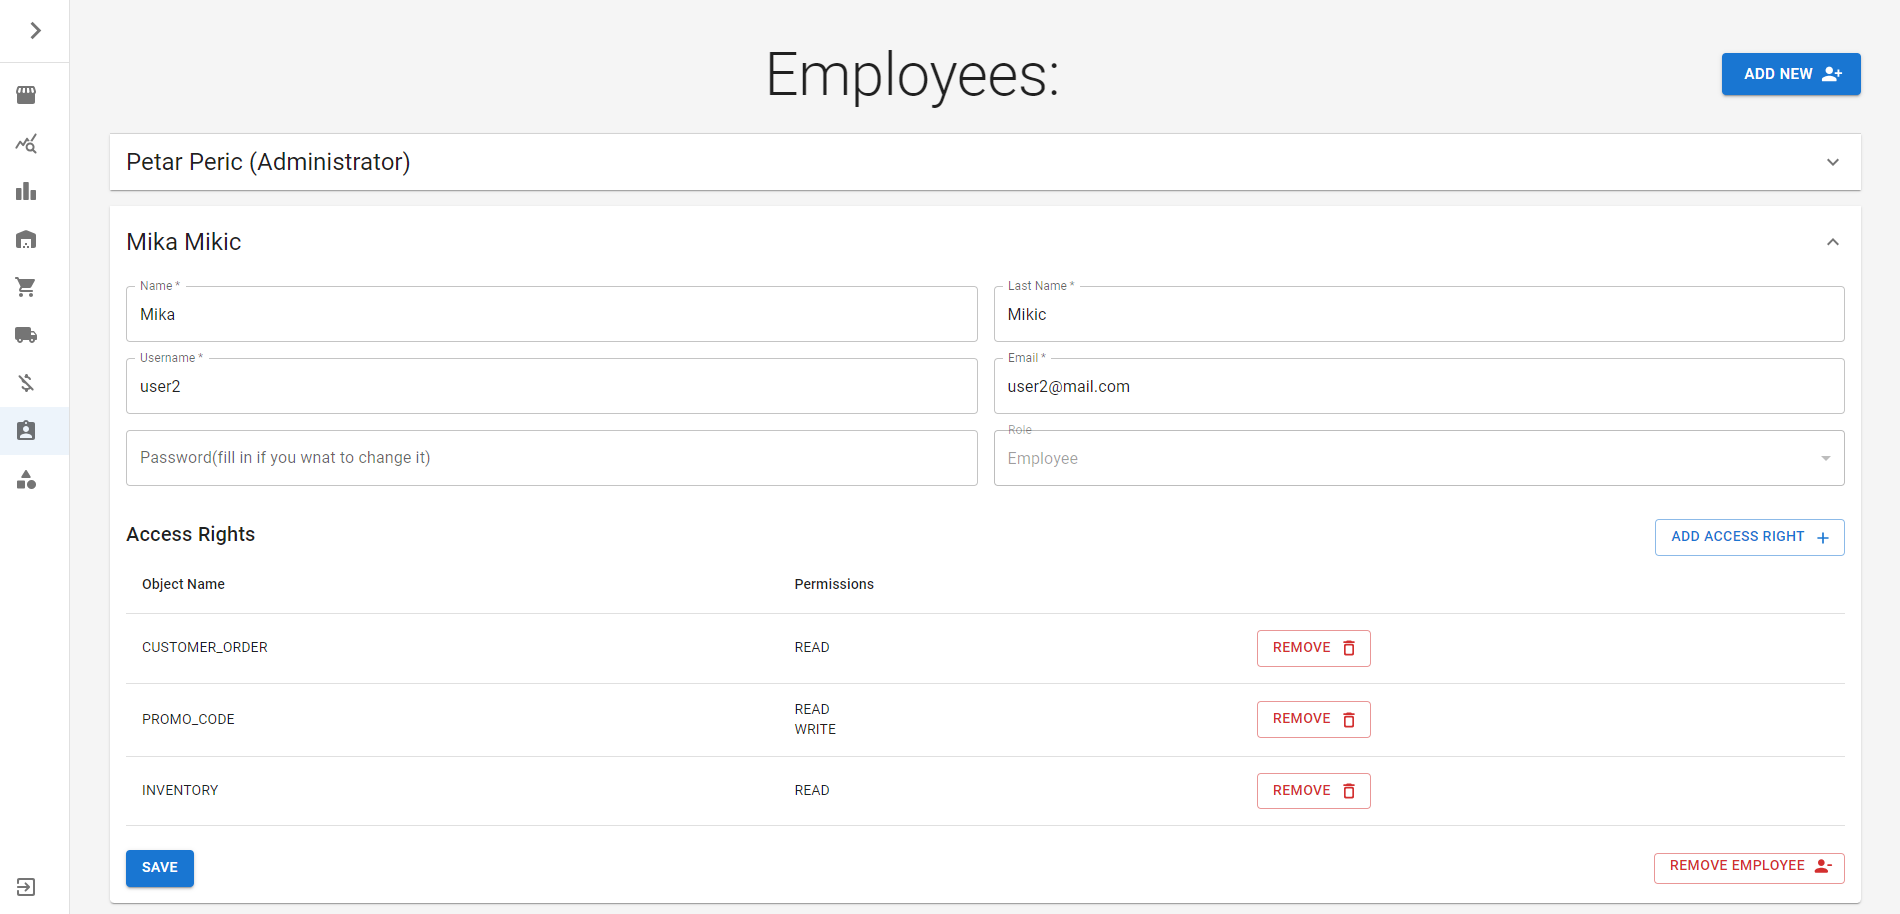 Employees:
ADD NEW
Petar Peric (Administrator)
Mika Mikic
Name *
Mika
Last Name *
Mikic
Username *
user2
Email *
user2@mail.com
Password(fill in if you wnat to change it)
Role
Employee
Access Rights
ADD ACCESS RIGHT
Object Name
Permissions
CUSTOMER_ORDER
READ
REMOVE
PROMO_CODE
READ
WRITE
REMOVE
INVENTORY
READ
REMOVE
SAVE
REMOVE EMPLOYEE